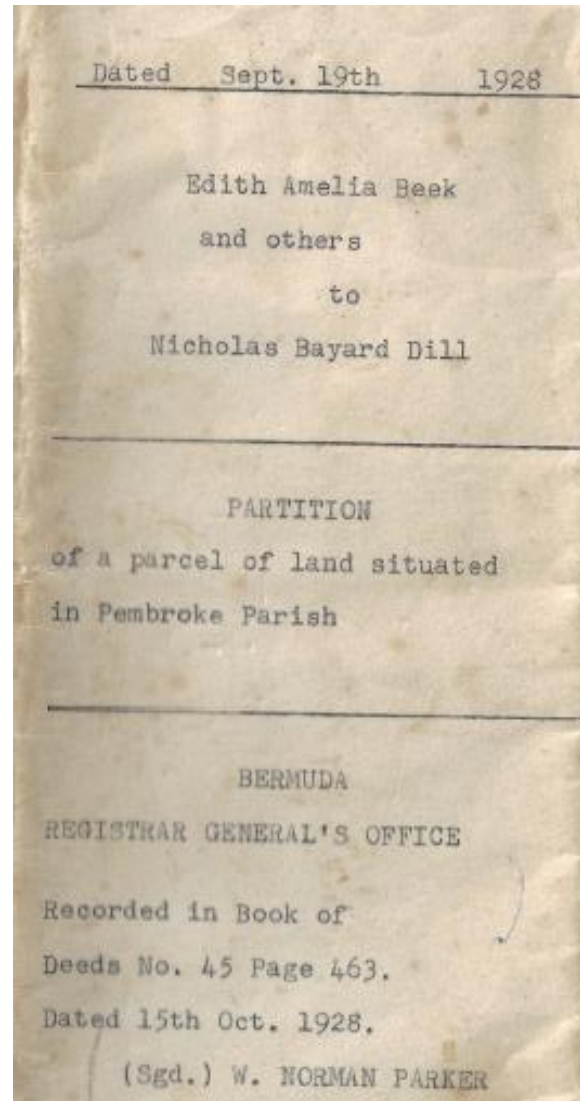 Dated Sept. 19th 1928
Edith Amelia Beek
and others
to
Nicholas Bayard Dill
PARTITION
of a parcel of land situated
in Pembroke Parish
BERMUDA
REGISTRAR GENERAL'S OFFICE
Recorded in Book of
Deeds No. 45 Page 463.
Dated 15th Oct. 1928.
(Sgd.) W. NORMAN PARKER